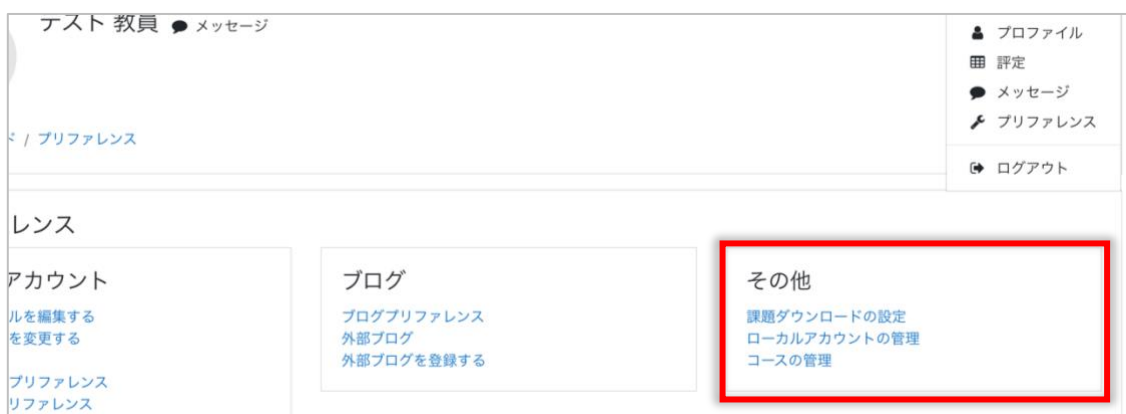 テスト 教員 メッセージ
プロファイル
評定
メッセージ
プリファレンス
ログアウト
/ プリファレンス
レンス
アカウント
ルを編集する
を変更する
プリファレンス
リファレンス
ブログ
ブログプリファレンス
外部ブログ
外部ブログを登録する
その他
課題ダウンロードの設定
ローカルアカウントの管理
コースの管理